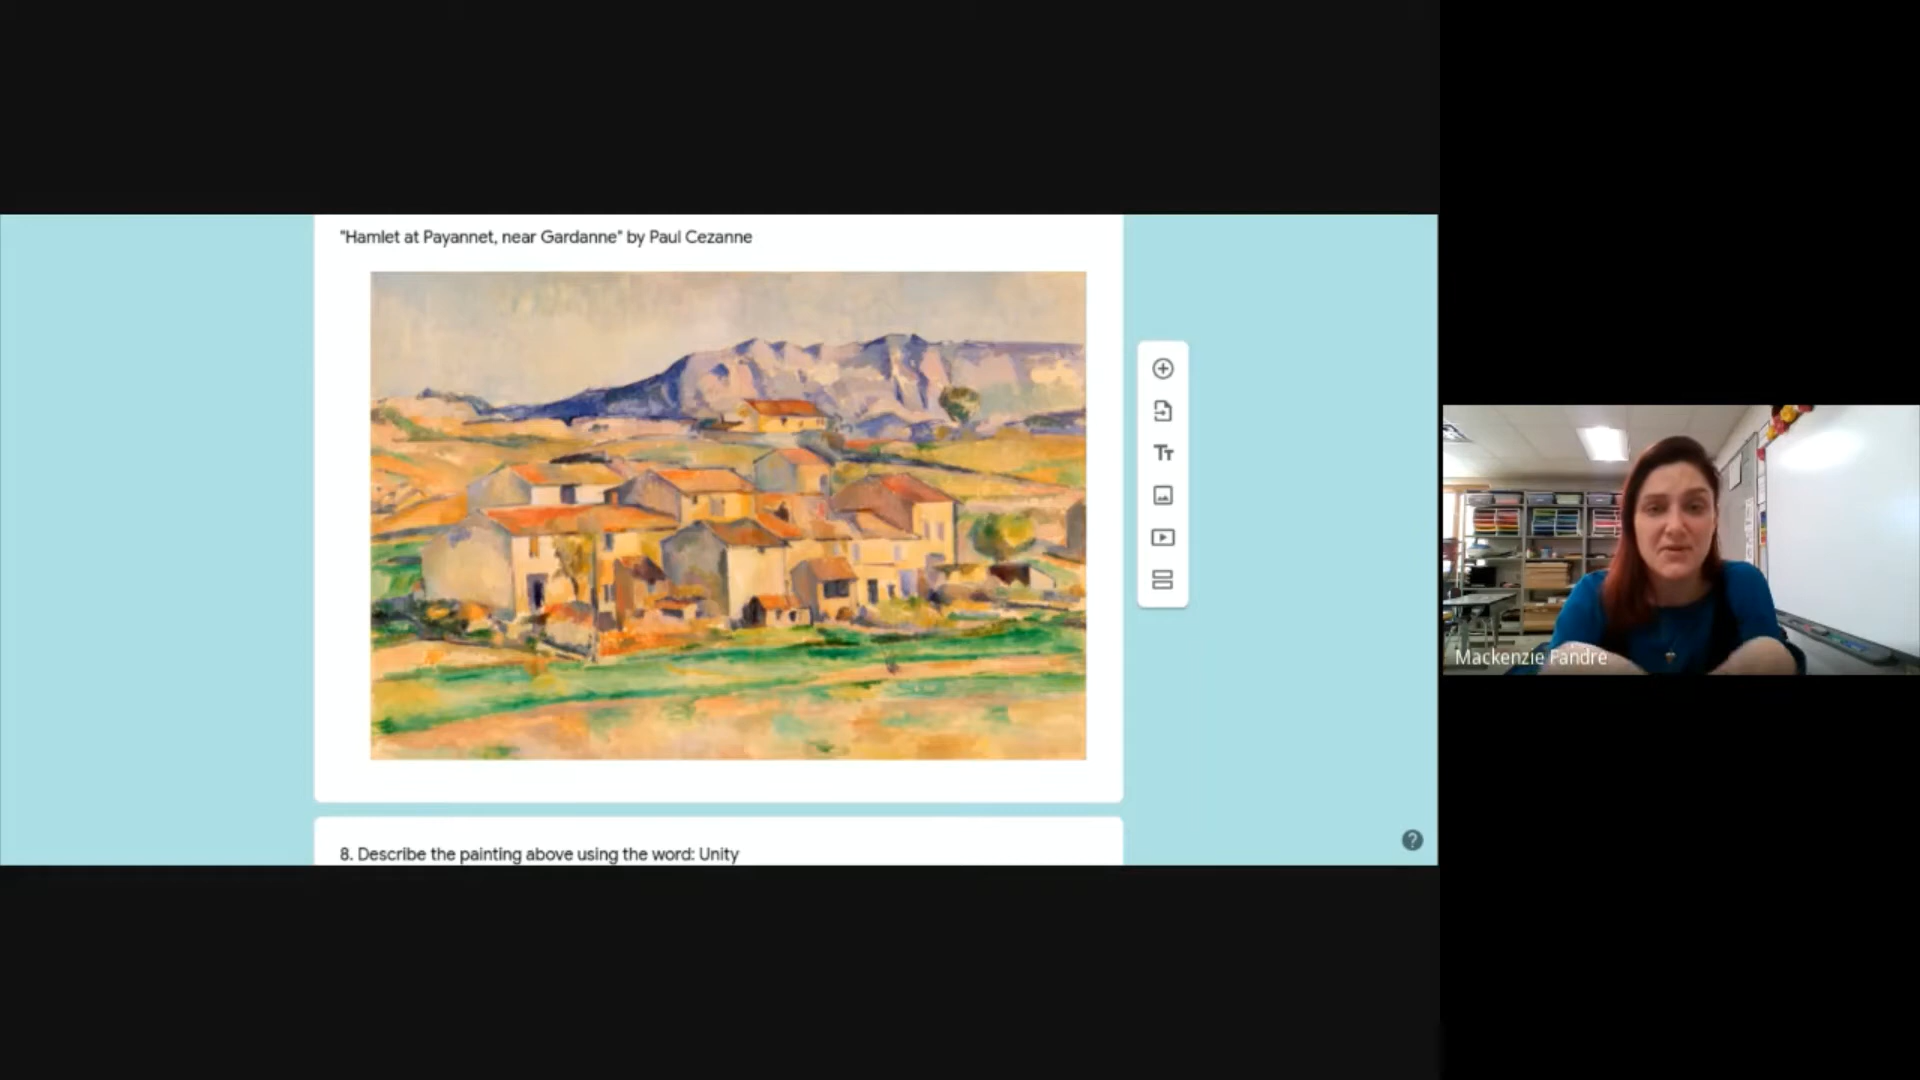 "Hamlet at Payannet, near Gardanne" by Paul Cezanne
Tт
8. Describe the painting above using the word: Unity
Mackenzie Fandre